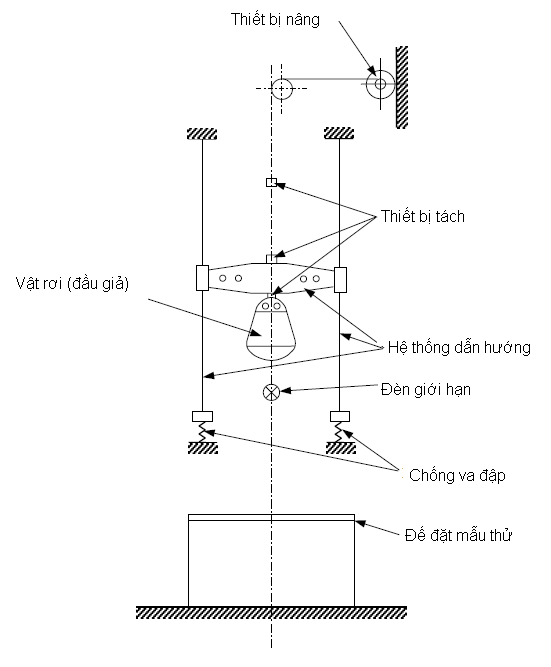 Thiết bị nâng
Thiết bị tách
Vật rơi (đầu giả)
Hệ thống dẫn hướng
Đèn giới hạn
Chống va đập
Đế đặt mẫu thử